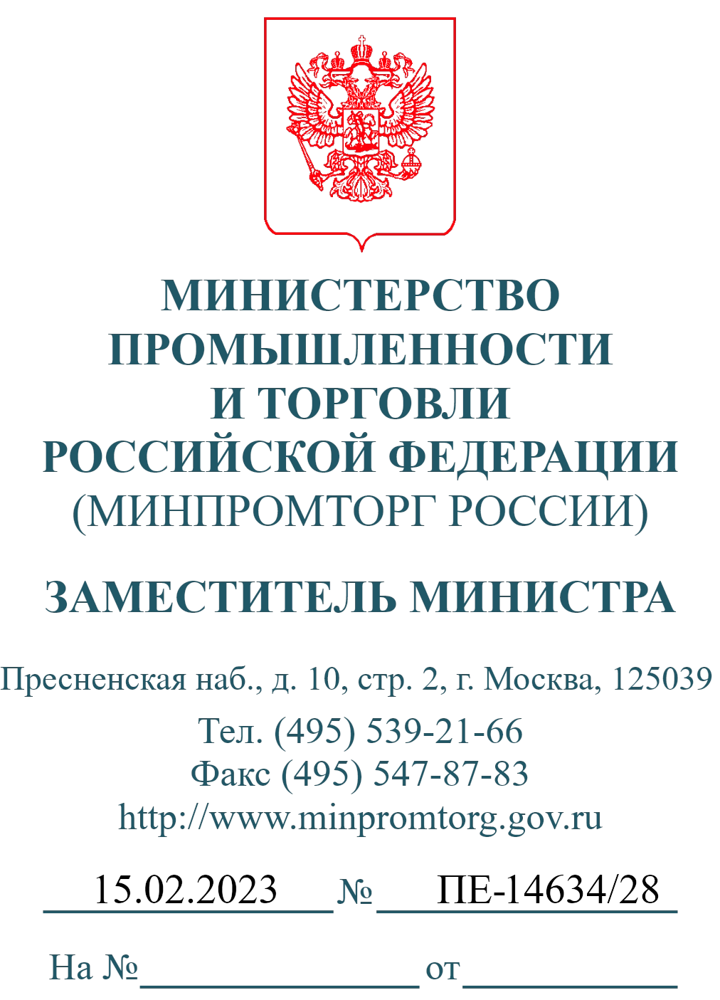 МИНИСТЕРСТВО
ПРОМЫШЛЕННОСТИ
И ТОРГОВЛИ
РОССИЙСКОЙ ФЕДЕРАЦИИ
(МИНПРОМТОРГ РОССИИ)
ЗАМЕСТИТЕЛЬ МИНИСТРА
Пресненская наб., д. 10, стр. 2, г. Москва, 125039
Тел. (495) 539-21-66
Факс (495) 547-87-83
http://www.minpromtorg.gov.ru
15.02.2023 № ПЕ-14634/28
На № от